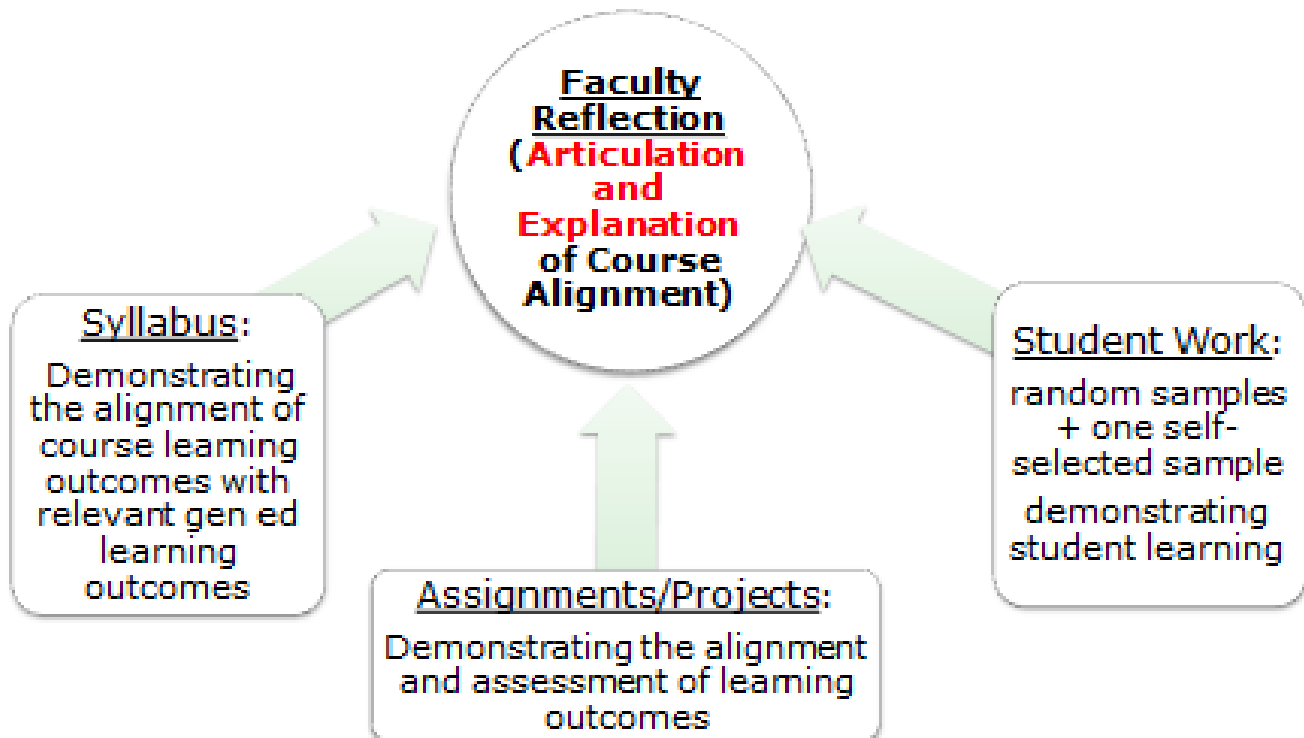 Faculty
Reflection
(Articulation
and
Explanation
of Course
Alignment)
Syllabus:
Demonstrating
the alignment of
course learning
outcomes with
relevant gen ed
learning
outcomes
Assignments/Projects:
Demonstrating the alignment
and assessment of learning
outcomes
Student Work:
random samples
+ one self-
selected sample
demonstrating
student learning